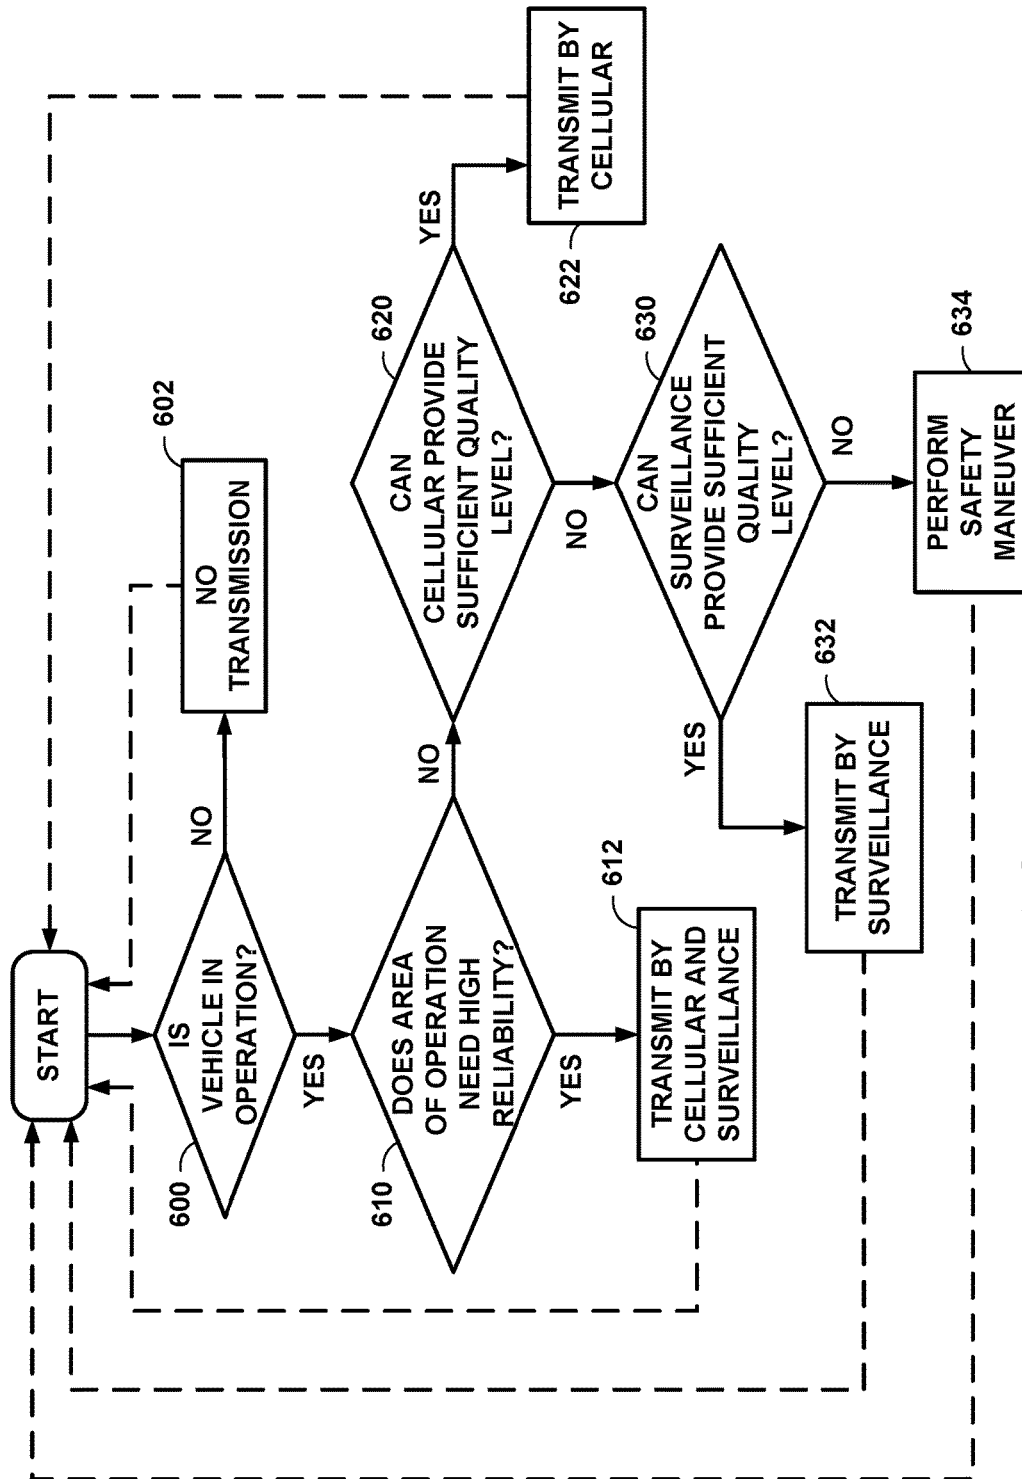 START
600
IS
VEHICLE IN
OPERATION?
NO
602
NO
TRANSMISSION
YES
610
DOES AREA
OF OPERATION
NEED HIGH
RELIABILITY?
NO
620
CAN
CELLULAR PROVIDE
SUFFICIENT QUALITY
LEVEL?
YES
622
TRANSMIT BY
CELLULAR
YES
612
TRANSMIT BY
CELLULAR AND
SURVEILLANCE
NO
630
CAN
SURVEILLANCE
PROVIDE SUFFICIENT
QUALITY
LEVEL?
YES
632
TRANSMIT BY
SURVEILLANCE
NO
634
PERFORM
SAFETY
MANEUVER